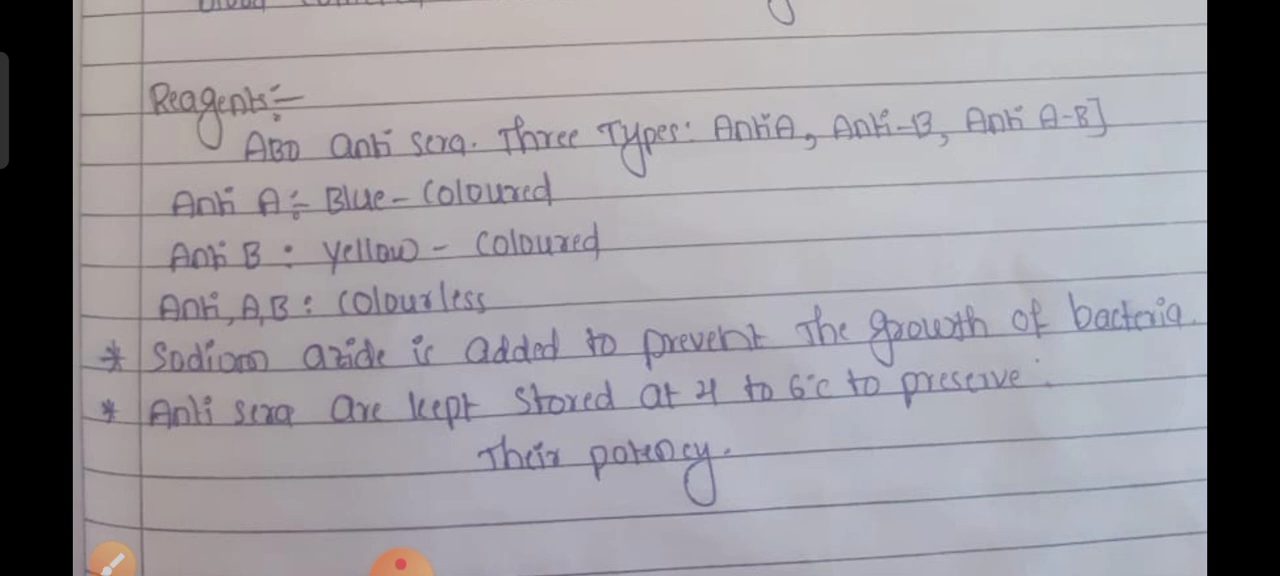 Reagents:-
ABO anti sera. Three Types: Anti A, Anti-B, Anti A-B]
Anti A:- Blue-coloured
Anti B: yellow - coloured
Anti, A,B: colourless
* Sodium azide is added to prevent The growth of bacteria.
* Anti sera are kept stored at 4 to 6°c to preserve.
Their potency.